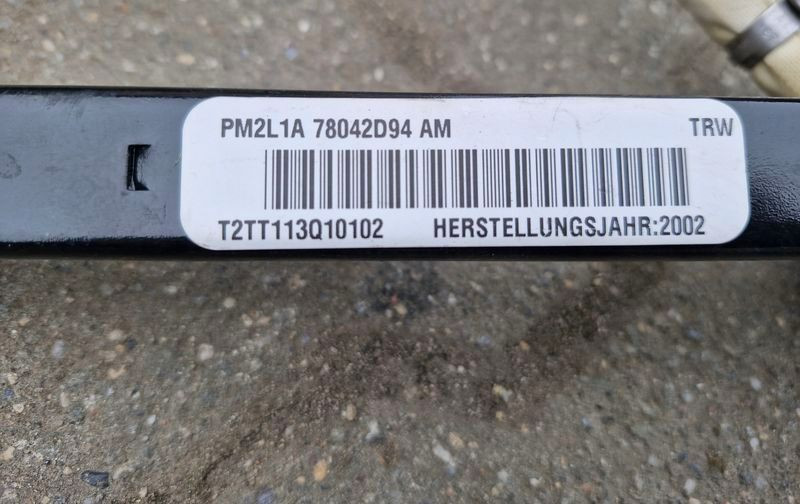 PM2L1A 78042D94 AM TRW
T2TT113Q10102 HERSTELLUNGSJAHR:2002